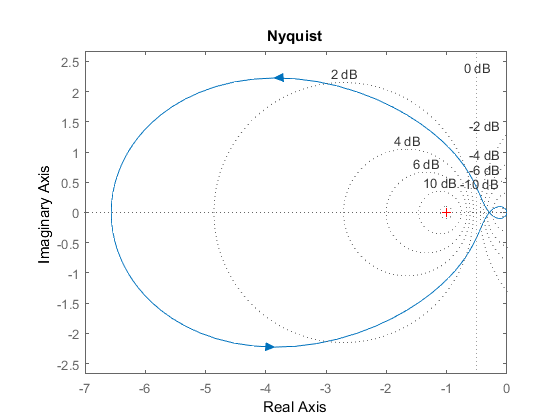 Nyquist
2.5
2
1.5
1
0.5
0
-0.5
-1
-1.5
-2
-2.5
Imaginary Axis
0 dB
2 dB
-2 dB
4 dB
-4 dB
6 dB
-6 dB
10 dB
-10 dB
-7
-6
-5
-4
-3
-2
-1
0
Real Axis